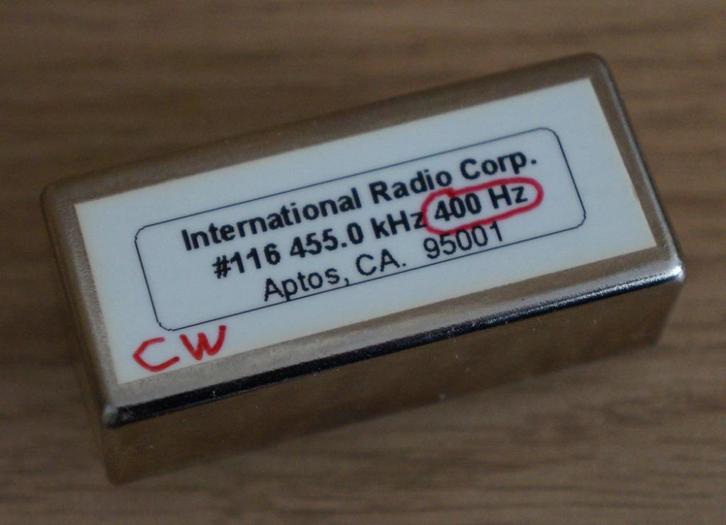 International Radio Corp.
#116 455.0 kHz 400 Hz
Aptos, CA. 95001
CW